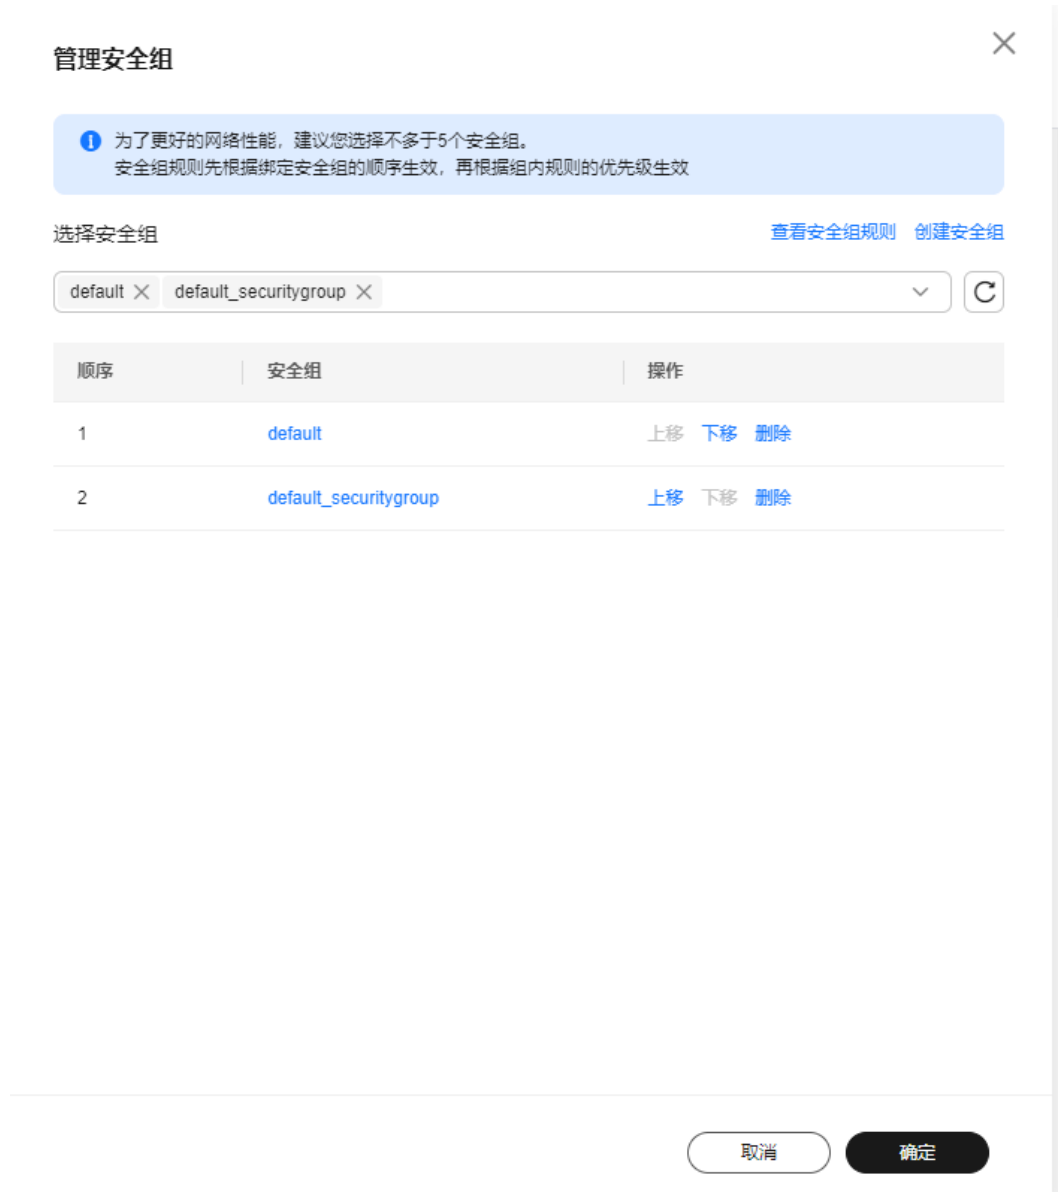 管理安全组
为了更好的网络性能，建议您选择不多于5个安全组。
安全组规则先根据绑定安全组的顺序生效，再根据组内规则的优先级生效
选择安全组 查看安全组规则 创建安全组
default default_securitygroup
顺序 安全组 操作
1 default 上移 下移 删除
2 default_securitygroup 上移 下移 删除
取消 确定